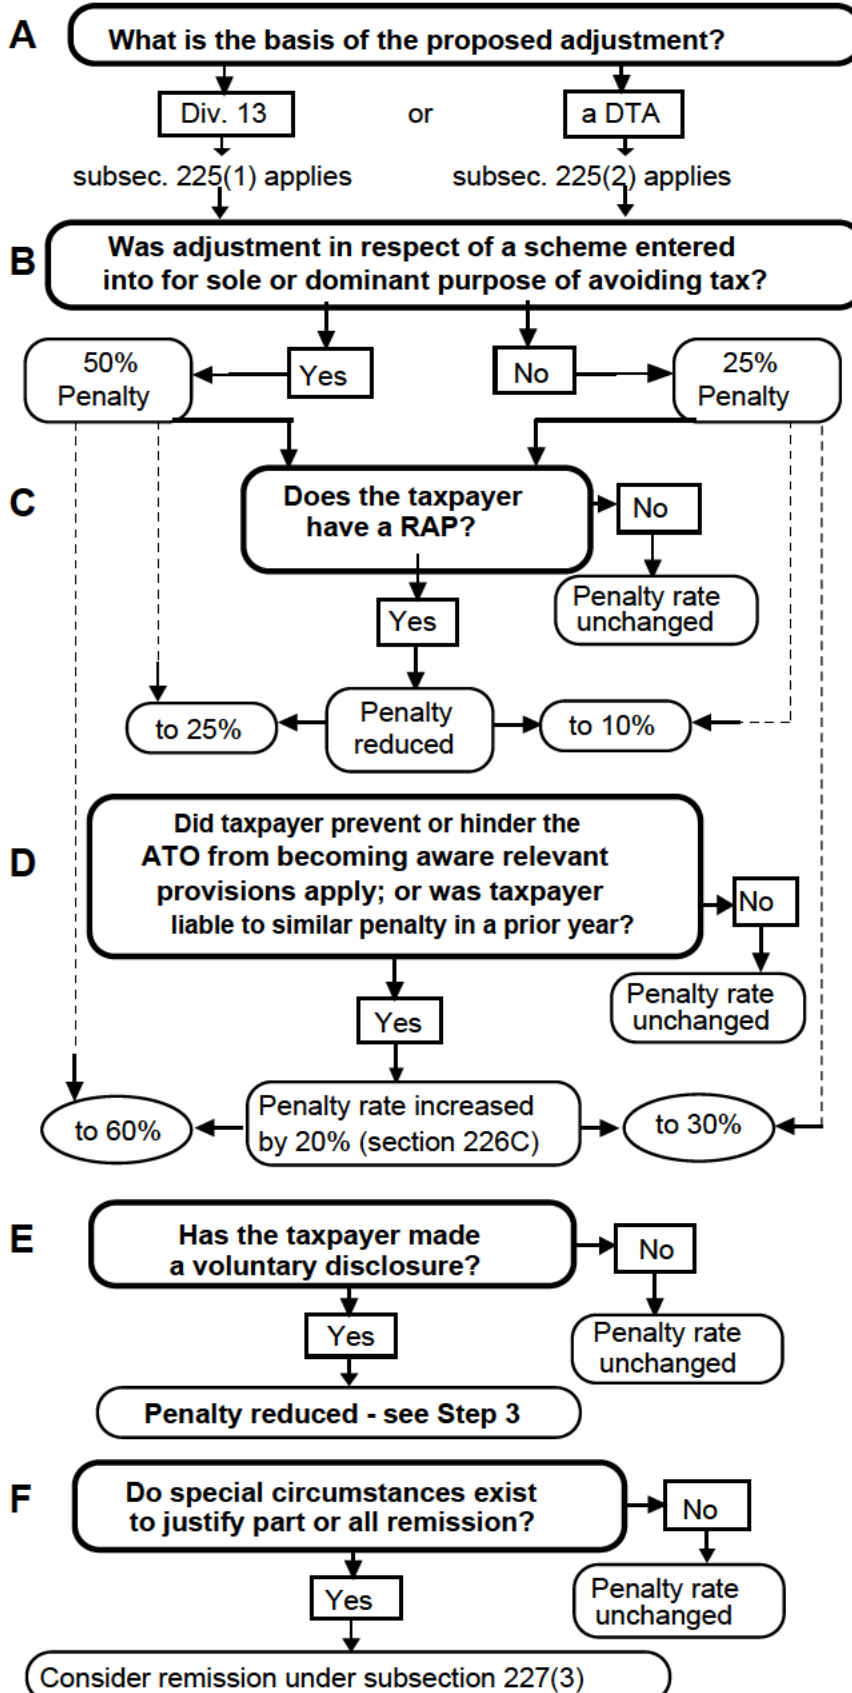 A
What is the basis of the proposed adjustment?
Div. 13
or
a DTA
subsec. 225(1) applies
subsec. 225(2) applies
B
Was adjustment in respect of a scheme entered
into for sole or dominant purpose of avoiding tax?
50%
Penalty
Yes
No
25%
Penalty
C
Does the taxpayer
have a RAP?
No
Penalty rate
unchanged
Yes
to 25%
Penalty
reduced
to 10%
D
Did taxpayer prevent or hinder the
ATO from becoming aware relevant
provisions apply; or was taxpayer
liable to similar penalty in a prior year?
No
Penalty rate
unchanged
Yes
to 60%
Penalty rate increased
by 20% (section 226C)
to 30%
E
Has the taxpayer made
a voluntary disclosure?
No
Penalty rate
unchanged
Yes
Penalty reduced - see Step 3
F
Do special circumstances exist
to justify part or all remission?
No
Penalty rate
unchanged
Yes
Consider remission under subsection 227(3)